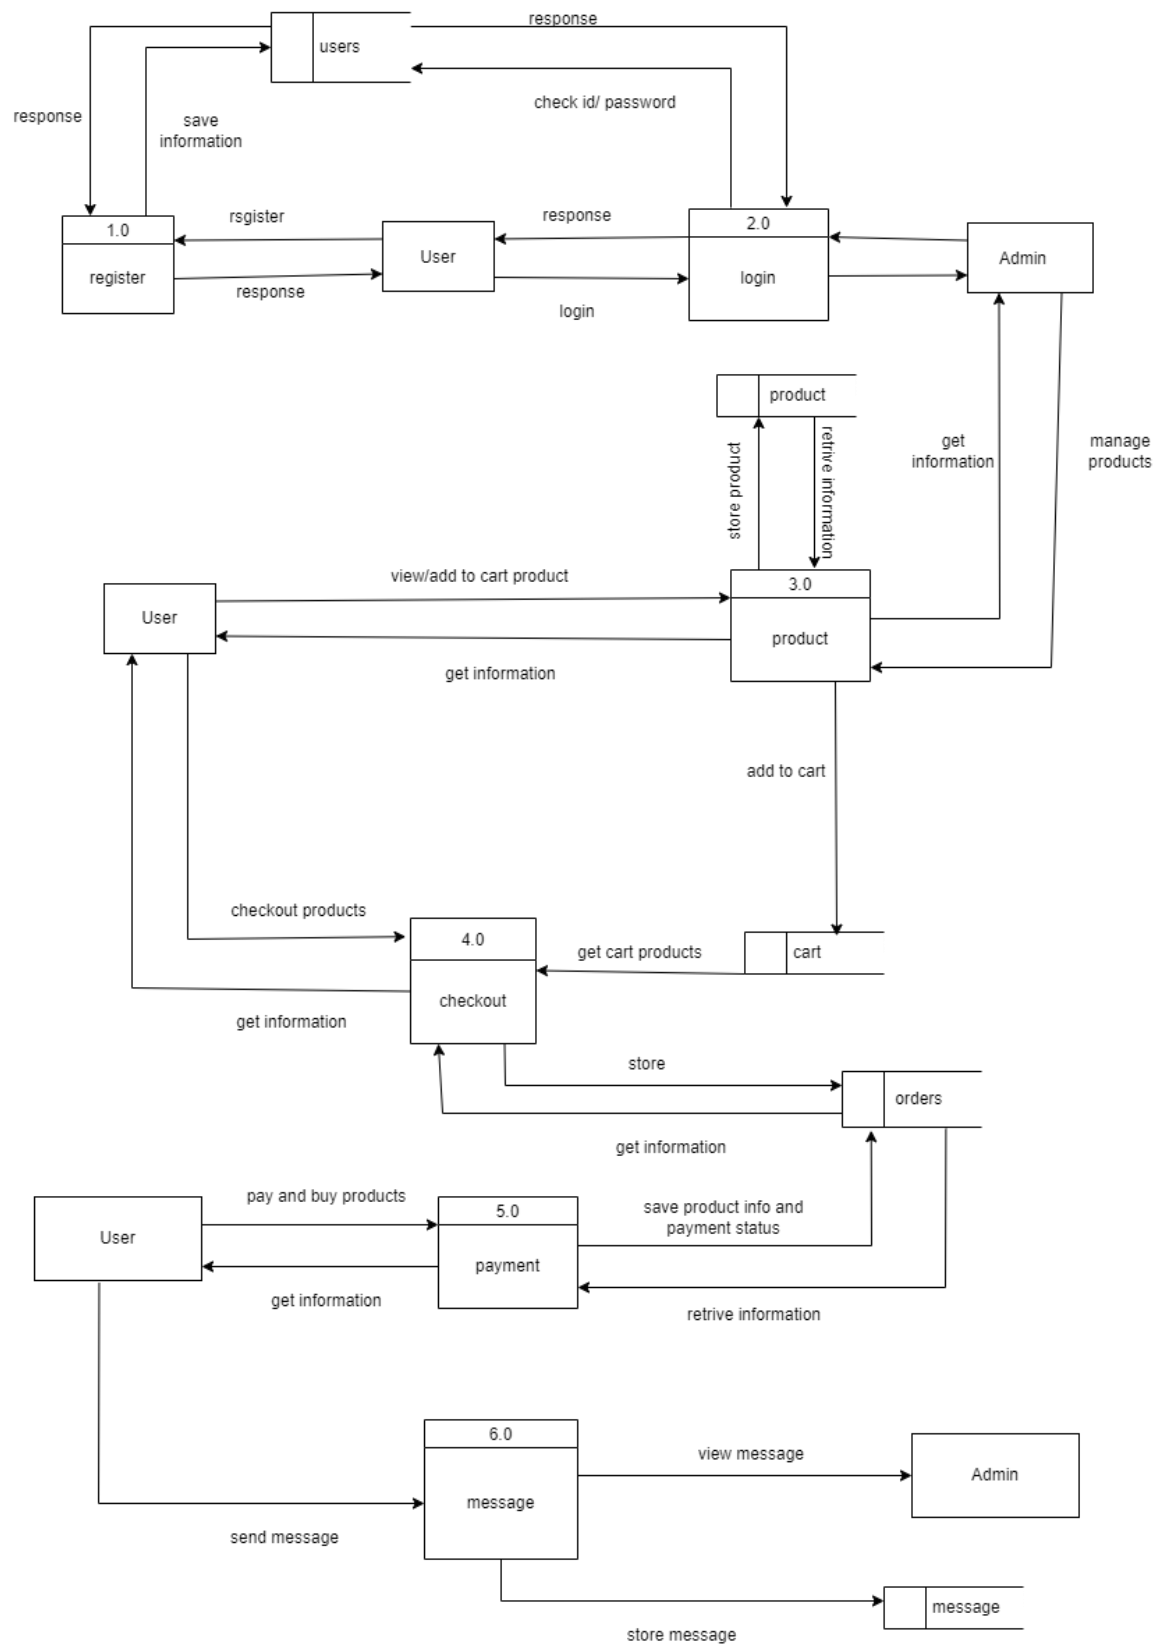 response
users
check id/ password
response
save
information
rsgister
response
1.0
register
response
User
login
2.0
login
Admin
product
store product
retrive information
get
information
manage
products
view/add to cart product
3.0
product
User
get information
add to cart
checkout products
4.0
checkout
get cart products
cart
get information
store
orders
get information
pay and buy products
User
5.0
payment
save product info and
payment status
get information
retrive information
6.0
message
view message
Admin
send message
message
store message